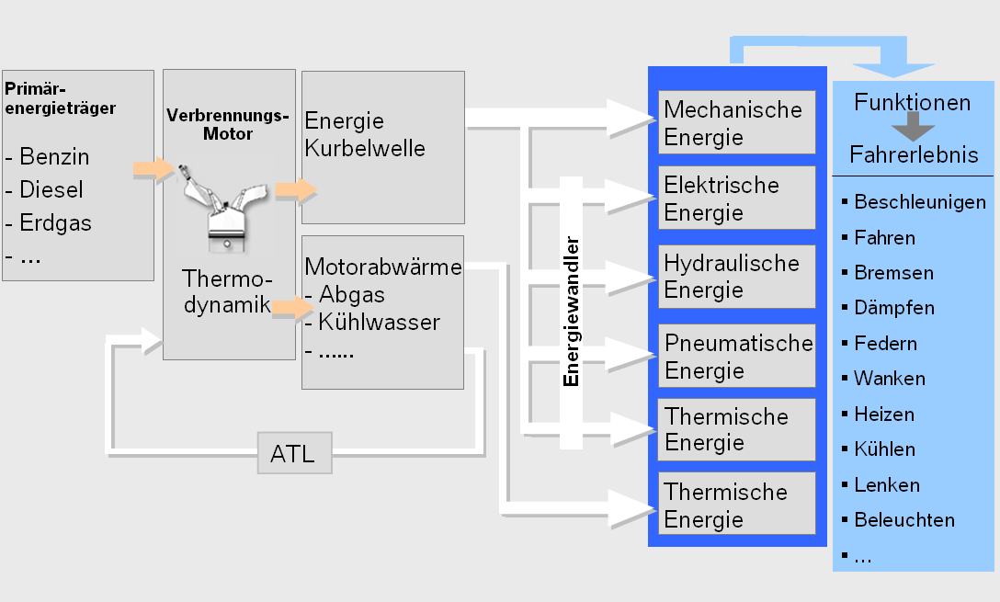 Primär-
energieträger
- Benzin
- Diesel
- Erdgas
- ...
Verbrennungs-
Motor
Thermo-
dynamik
Energie
Kurbelwelle
Motorabwärme
- Abgas
- Kühlwasser
- ......
ATL
Energiewandler
Mechanische
Energie
Elektrische
Energie
Hydraulische
Energie
Pneumatische
Energie
Thermische
Energie
Thermische
Energie
Funktionen
Fahrerlebnis
▪ Beschleunigen
▪ Fahren
▪ Bremsen
▪ Dämpfen
▪ Federn
▪ Wanken
▪ Heizen
▪ Kühlen
▪ Lenken
▪ Beleuchten
▪ ...